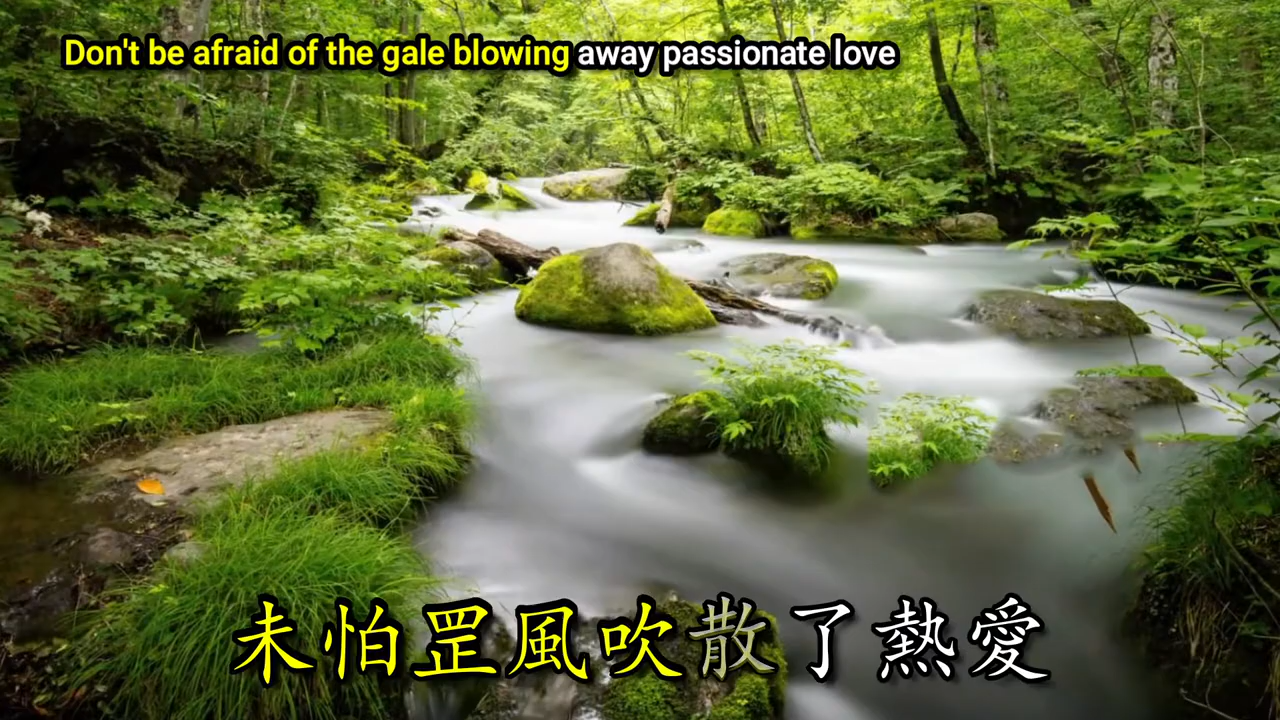 Don't be afraid of the gale blowing away passionate love
未怕罡風吹散了熱愛